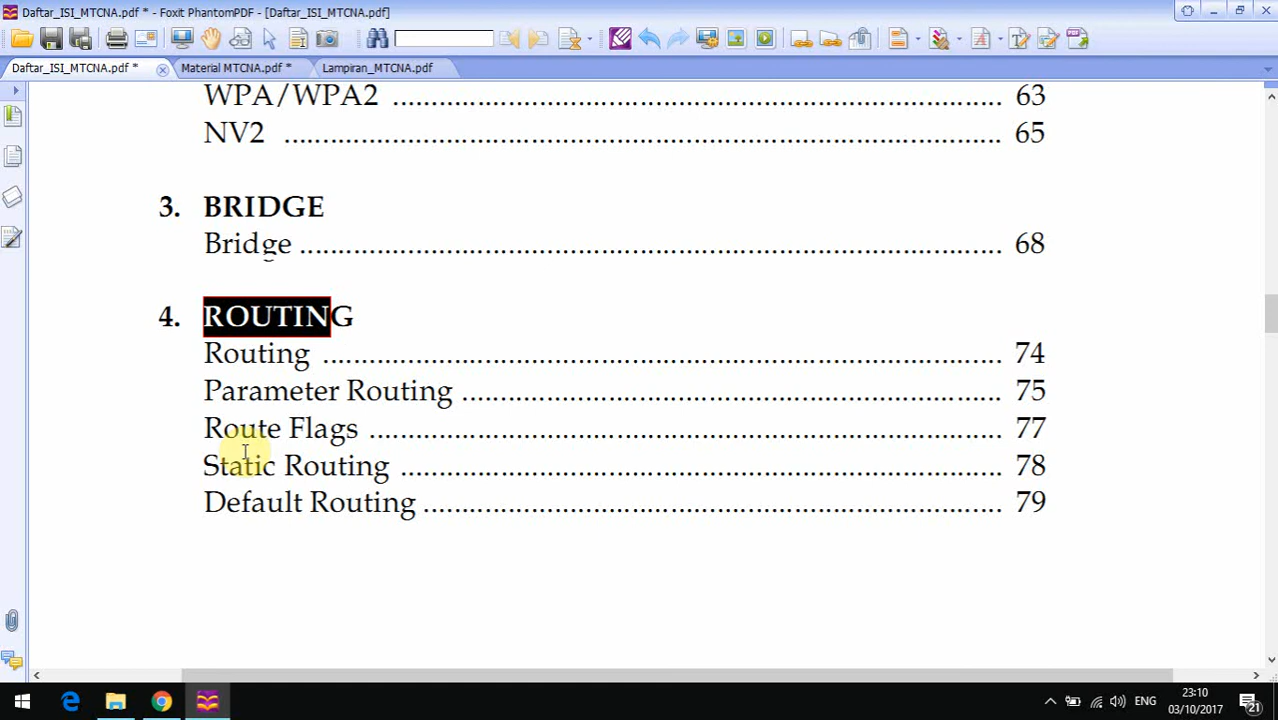 Daftar_ISI_MTCNA.pdf * - Foxit PhantomPDF - [Daftar_ISI_MTCNA.pdf]
Daftar_ISI_MTCNA.pdf * Material MTCNA.pdf * Lampiran_MTCNA.pdf
WPA/WPA2 ........................................................................ 63
NV2 ........................................................................ 65
3. BRIDGE
Bridge ........................................................................ 68
4. ROUTING
Routing ........................................................................ 74
Parameter Routing ........................................................................ 75
Route Flags ........................................................................ 77
Static Routing ........................................................................ 78
Default Routing ........................................................................ 79
ENG
23:10
03/10/2017
21